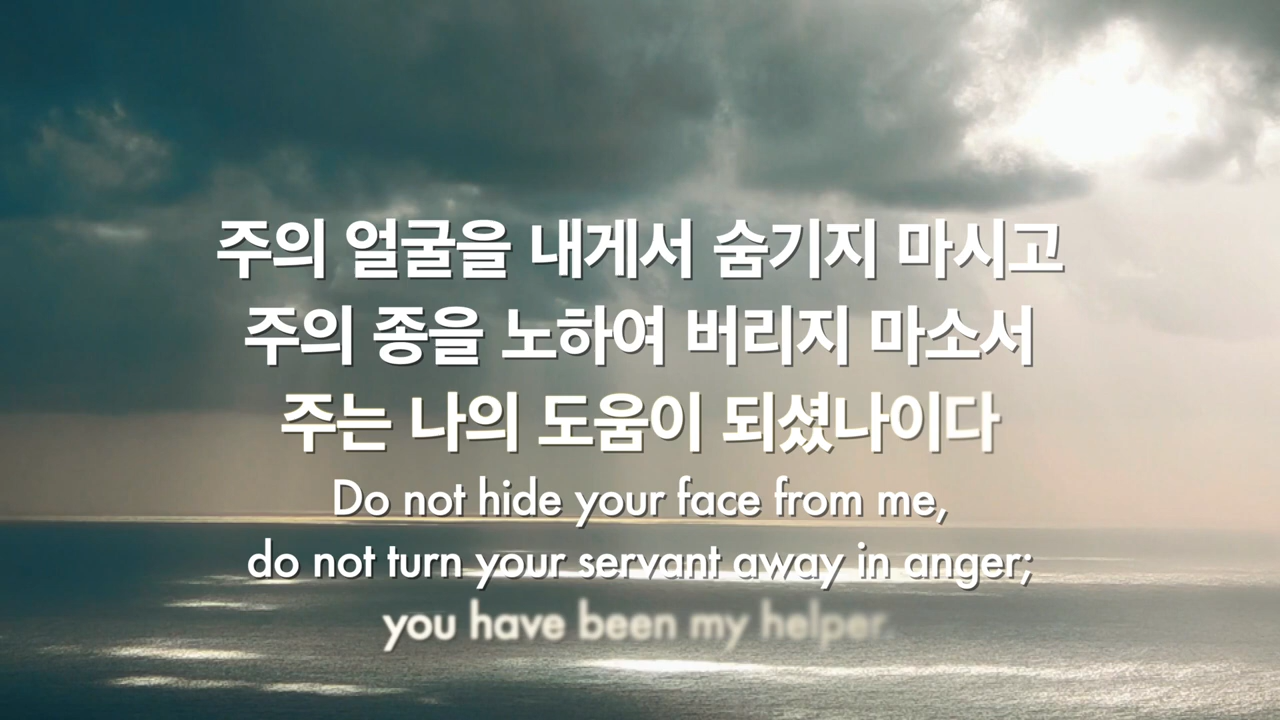 주의 얼굴을 내게서 숨기지 마시고
주의 종을 노하여 버리지 마소서
주는 나의 도움이 되셨나이다
Do not hide your face from me,
do not turn your servant away in anger;
you have been my helper.